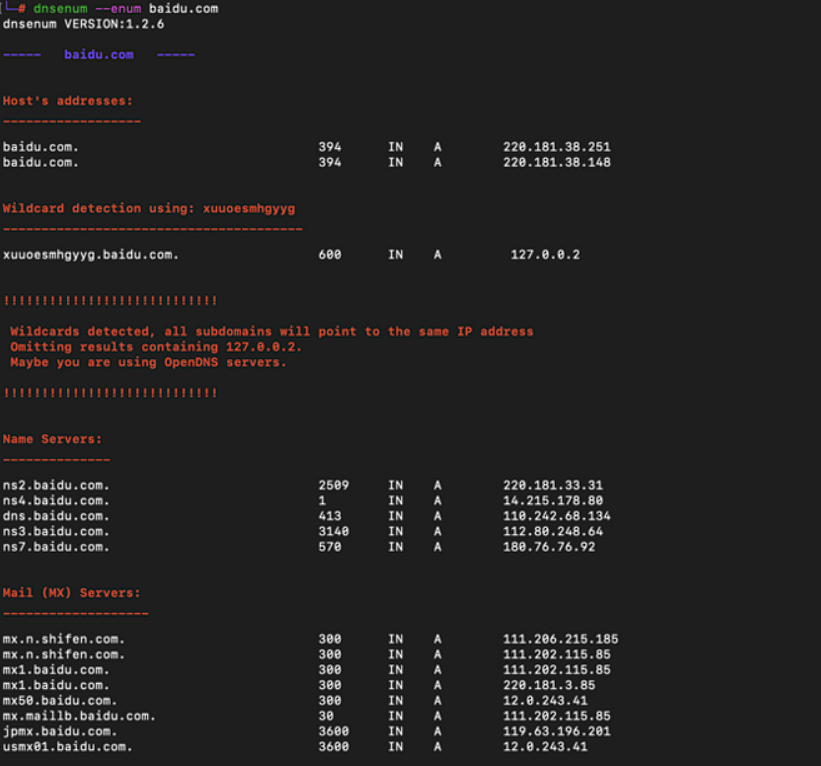 └─# dnsenum --enum baidu.com
dnsenum VERSION:1.2.6
----- baidu.com -----
Host's addresses:
------------------
baidu.com. 394 IN A 220.181.38.251
baidu.com. 394 IN A 220.181.38.148
Wildcard detection using: xuuoesmhgyyg
---------------------------------------
xuuoesmhgyyg.baidu.com. 600 IN A 127.0.0.2
!!!!!!!!!!!!!!!!!!!!!!!!!!!!
Wildcards detected, all subdomains will point to the same IP address
Omitting results containing 127.0.0.2.
Maybe you are using OpenDNS servers.
!!!!!!!!!!!!!!!!!!!!!!!!!!!!
Name Servers:
--------------
ns2.baidu.com. 2509 IN A 220.181.33.31
ns4.baidu.com. 1 IN A 14.215.178.80
dns.baidu.com. 413 IN A 110.242.68.134
ns3.baidu.com. 3140 IN A 112.80.248.64
ns7.baidu.com. 570 IN A 180.76.76.92
Mail (MX) Servers:
-------------------
mx.n.shifen.com. 300 IN A 111.206.215.185
mx.n.shifen.com. 300 IN A 111.202.115.85
mx1.baidu.com. 300 IN A 111.202.115.85
mx1.baidu.com. 300 IN A 220.181.3.85
mx50.baidu.com. 300 IN A 12.0.243.41
mx.maillb.baidu.com. 30 IN A 111.202.115.85
jpmx.baidu.com. 3600 IN A 119.63.196.201
usmx01.baidu.com. 3600 IN A 12.0.243.41